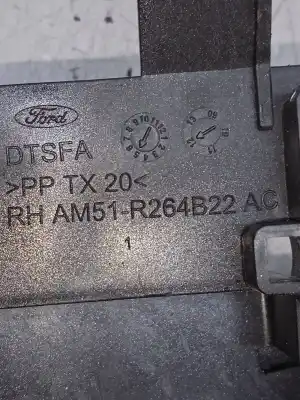 Ford
DTSFA
>PP TX 20<
RH AM51-R264B22 AC
1